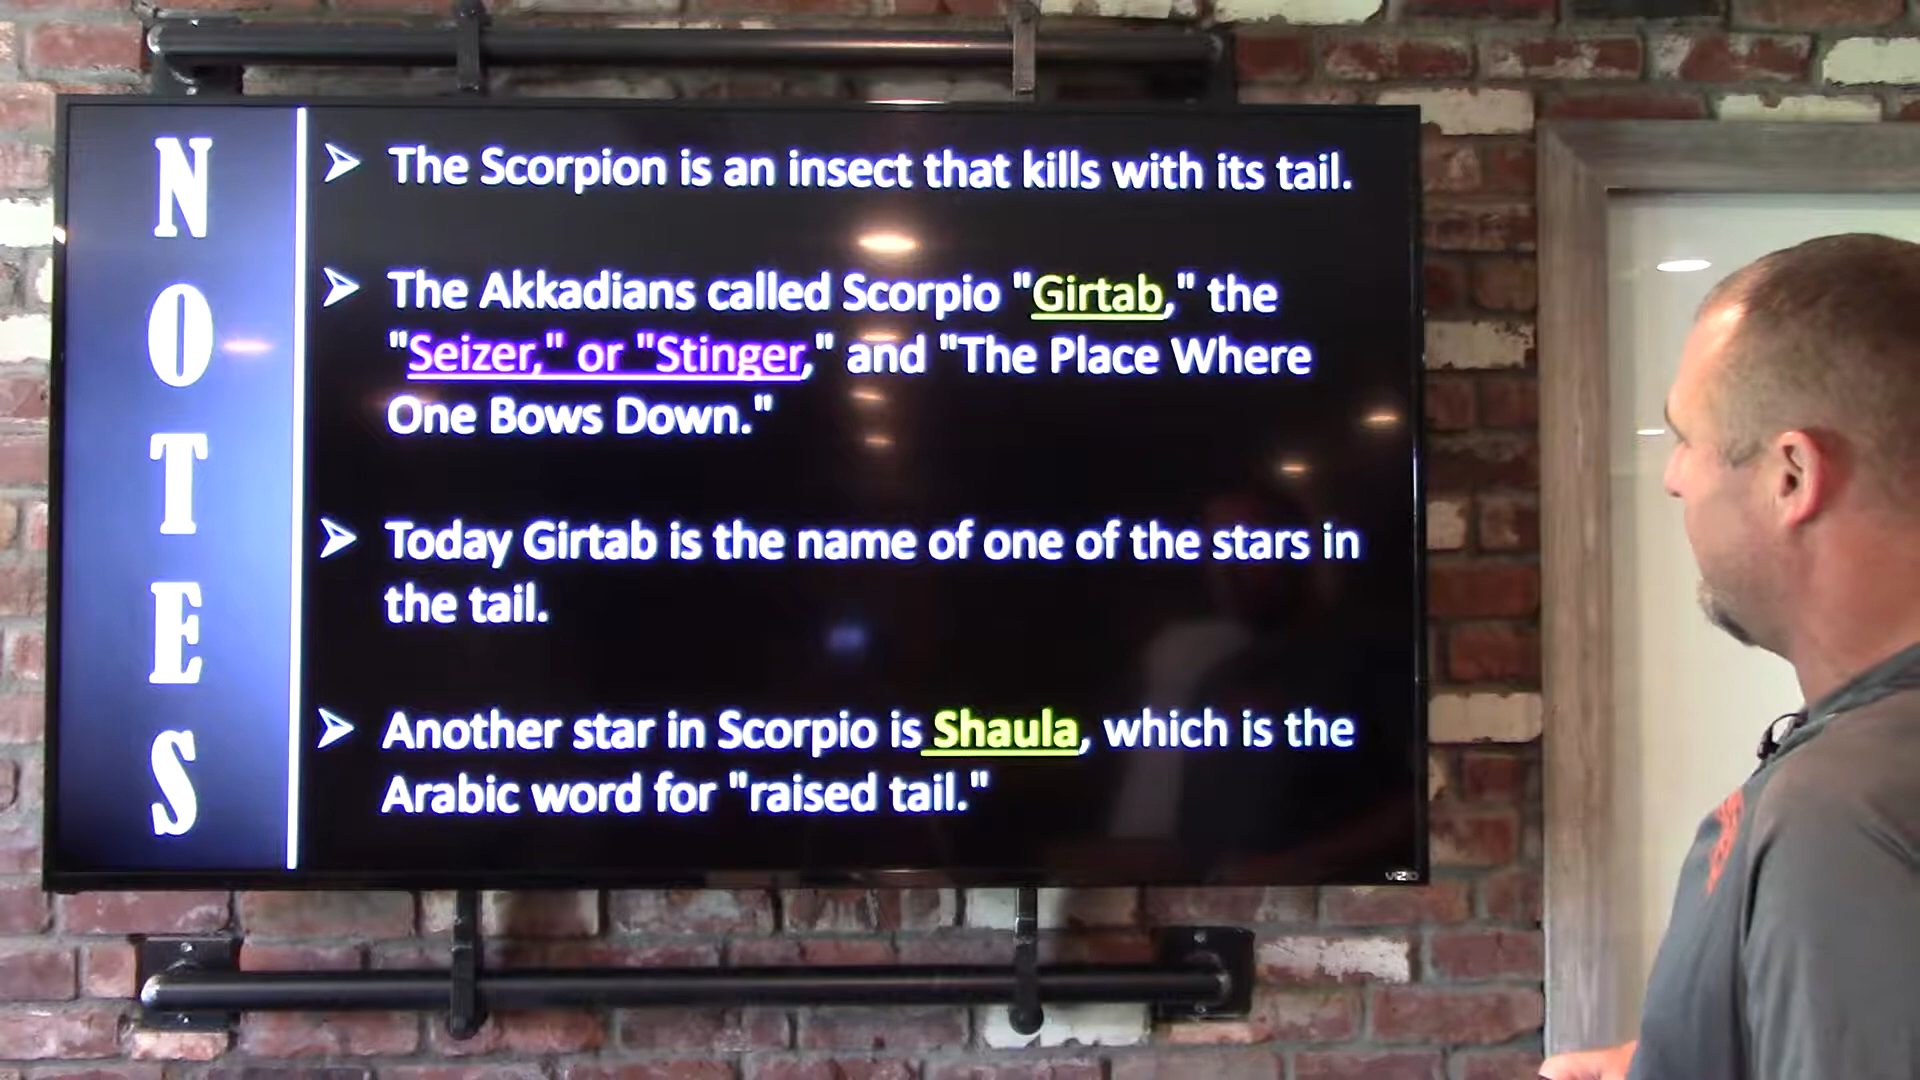 NOTES
The Scorpion is an insect that kills with its tail.
The Akkadians called Scorpio "Girtab," the
"Seizer," or "Stinger," and "The Place Where
One Bows Down."
Today Girtab is the name of one of the stars in
the tail.
Another star in Scorpio is Shaula, which is the
Arabic word for "raised tail."
VIZIO